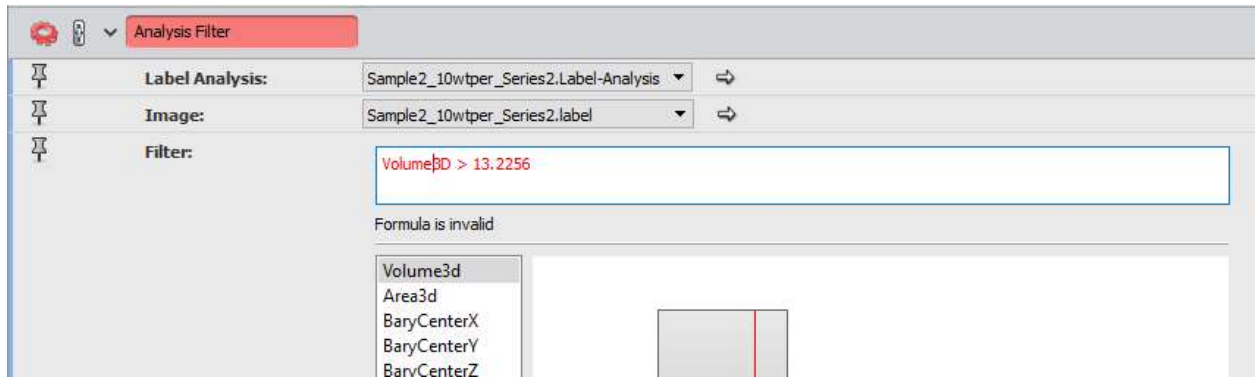 Analysis Filter
Label Analysis: Sample2_10wtper_Series2.Label-Analysis
Image: Sample2_10wtper_Series2.label
Filter: Volume3D > 13.2256
Formula is invalid
Volume3d
Area3d
BaryCenterX
BaryCenterY
BaryCenterZ